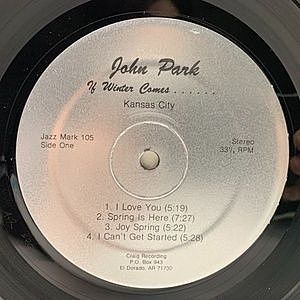 John Park
If Winter Comes......
Kansas City
Jazz Mark 105
Side One
Stereo
33⅓ RPM
1. I Love You (5:19)
2. Spring Is Here (7:27)
3. Joy Spring (5:22)
4. I Can't Get Started (5:28)
Craig Recording
P.O. Box 943
El Dorado, AR 71730